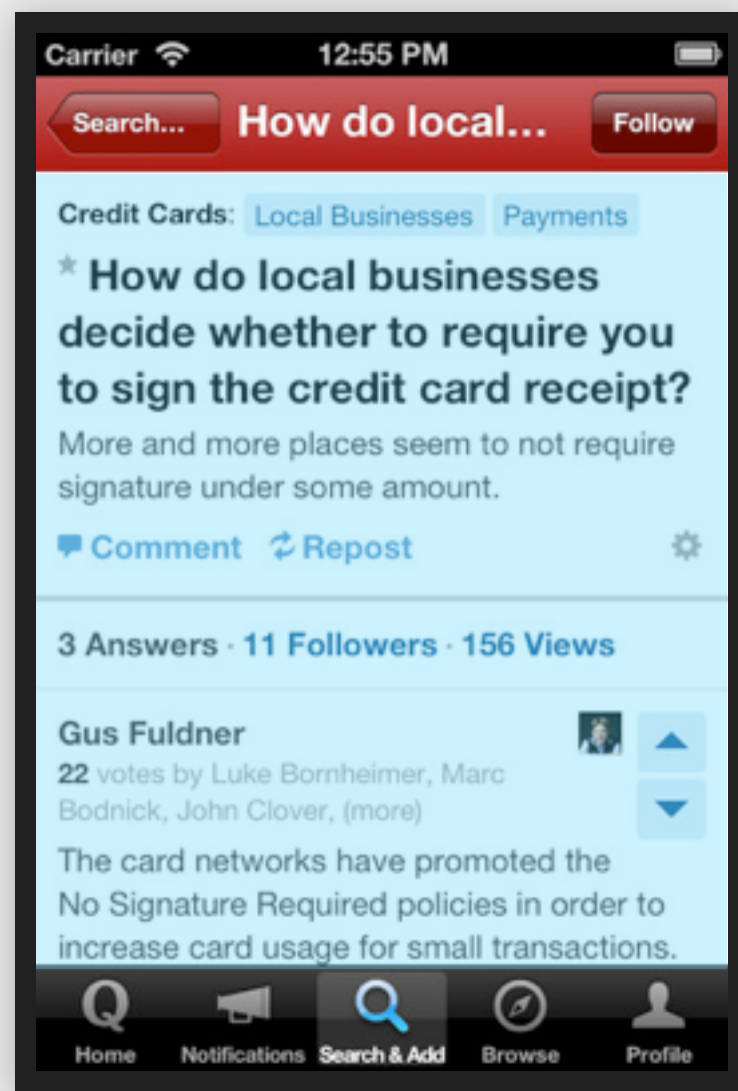 Carrier 12:55 PM
Search... How do local... Follow
Credit Cards: Local Businesses Payments
How do local businesses
decide whether to require you
to sign the credit card receipt?
More and more places seem to not require
signature under some amount.
Comment Repost
3 Answers · 11 Followers · 156 Views
Gus Fuldner
22 votes by Luke Bornheimer, Marc
Bodnick, John Clover, (more)
The card networks have promoted the
No Signature Required policies in order to
increase card usage for small transactions.
Q
Home Notifications Search & Add Browse Profile